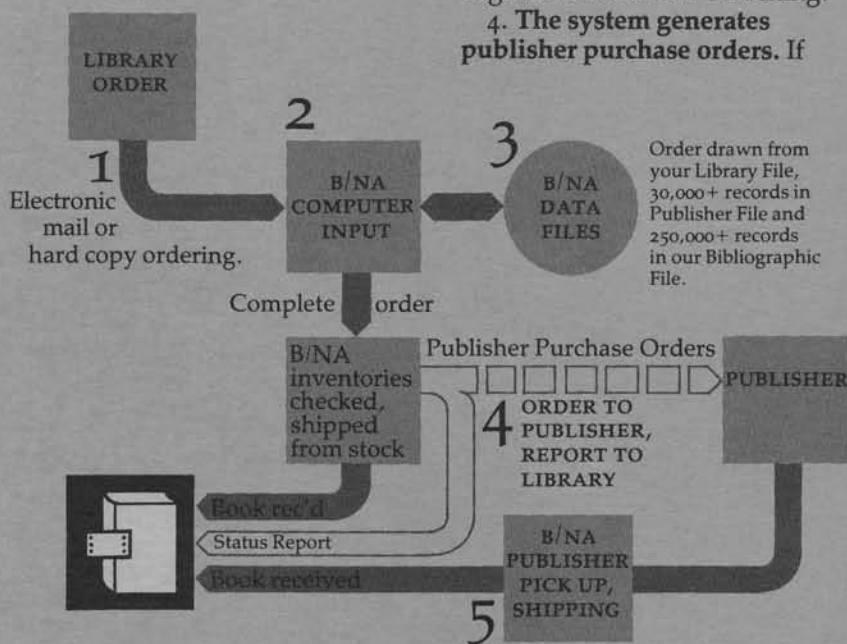 4. The system generates
publisher purchase orders. If
LIBRARY
ORDER
1
Electronic
mail or
hard copy ordering.
2
B/NA
COMPUTER
INPUT
3
B/NA
DATA
FILES
Order drawn from
your Library File,
30,000+ records in
Publisher File and
250,000+ records
in our Bibliographic
File.
Complete order
B/NA
inventories
checked,
shipped
from stock
Publisher Purchase Orders
PUBLISHER
4
ORDER TO
PUBLISHER,
REPORT TO
LIBRARY
Book rec'd
Status Report
Book received
B/NA
PUBLISHER
PICK UP,
SHIPPING
5